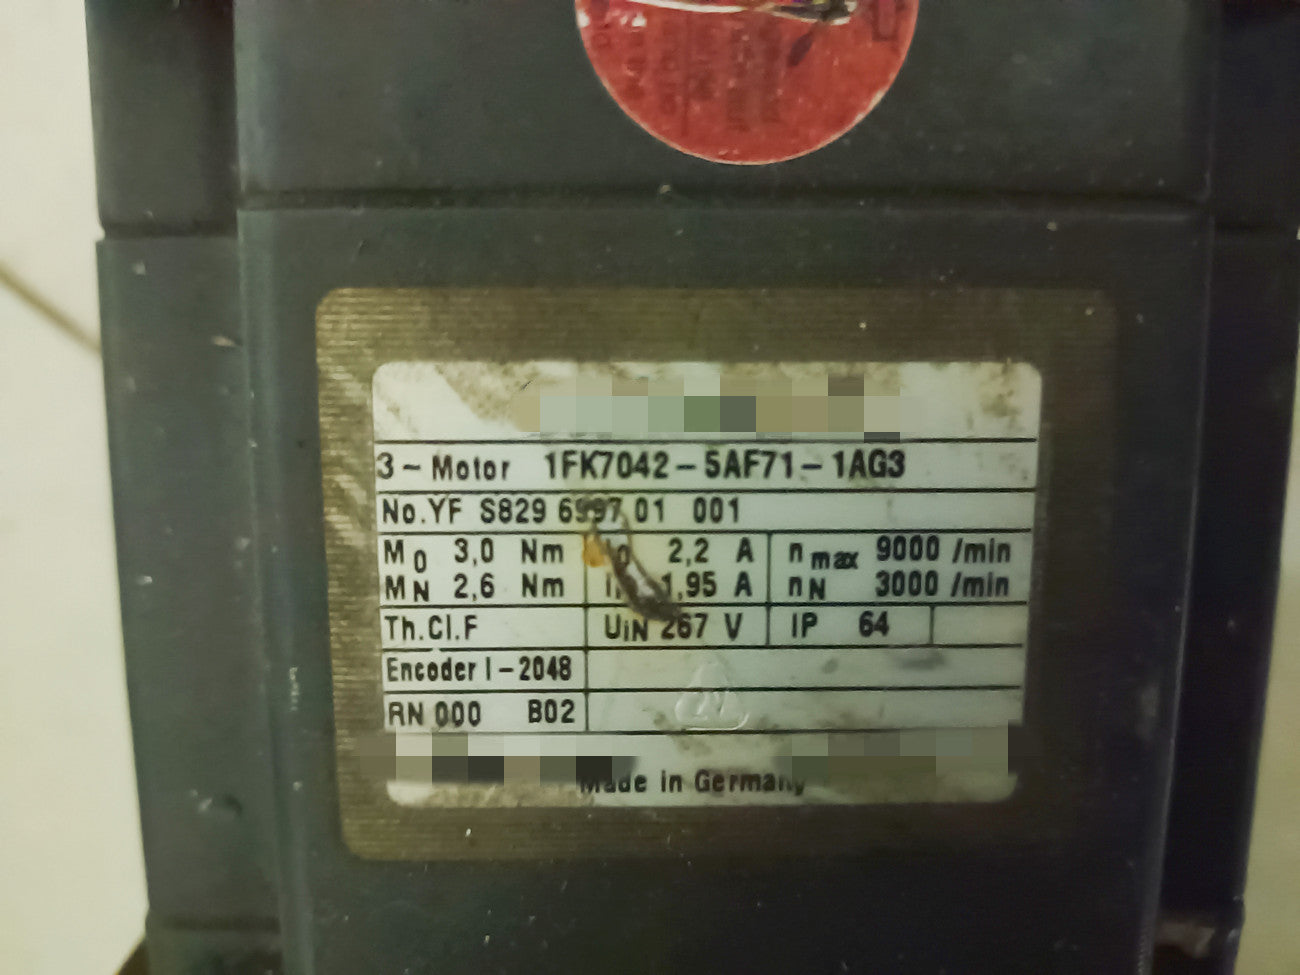 3~Motor 1FK7042-5AF71-1AG3
No.YF S829 6997 01 001
M0 3,0 Nm I0 2,2 A nmax 9000 /min
MN 2,6 Nm 1,95 A nN 3000 /min
Th.Cl.F UIN 267 V IP 64
Encoder I-2048
RN 000 B02
Made in Germany